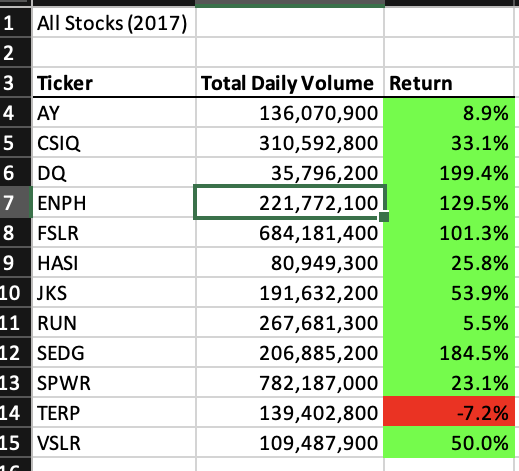 1 All Stocks (2017)
2
3 Ticker Total Daily Volume Return
4 AY 136,070,900 8.9%
5 CSIQ 310,592,800 33.1%
6 DQ 35,796,200 199.4%
7 ENPH 221,772,100 129.5%
8 FSLR 684,181,400 101.3%
9 HASI 80,949,300 25.8%
10 JKS 191,632,200 53.9%
11 RUN 267,681,300 5.5%
12 SEDG 206,885,200 184.5%
13 SPWR 782,187,000 23.1%
14 TERP 139,402,800 -7.2%
15 VSLR 109,487,900 50.0%